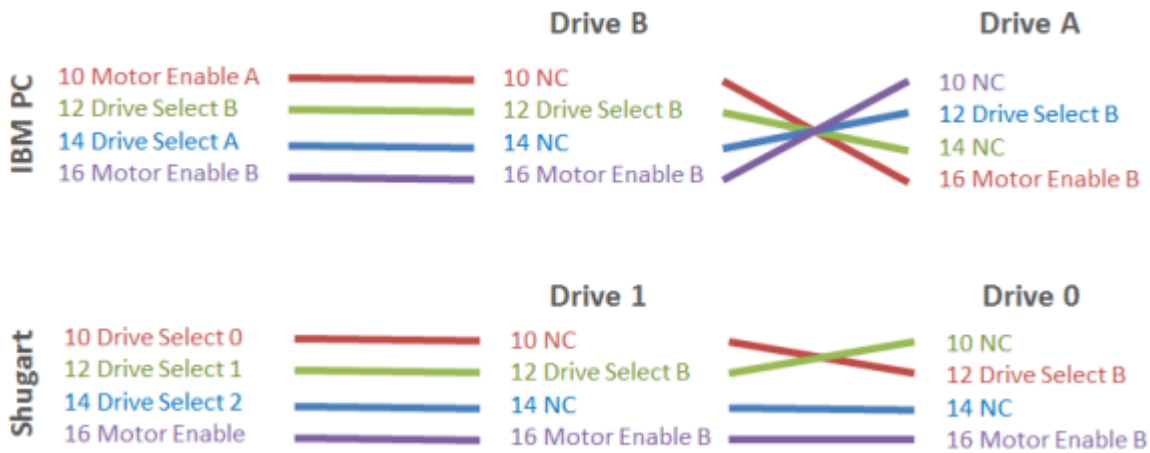 Drive B Drive A
IBM PC
10 Motor Enable A 10 NC 10 NC
12 Drive Select B 12 Drive Select B 12 Drive Select B
14 Drive Select A 14 NC 14 NC
16 Motor Enable B 16 Motor Enable B 16 Motor Enable B
Drive 1 Drive 0
Shugart
10 Drive Select 0 10 NC 10 NC
12 Drive Select 1 12 Drive Select B 12 Drive Select B
14 Drive Select 2 14 NC 14 NC
16 Motor Enable 16 Motor Enable B 16 Motor Enable B